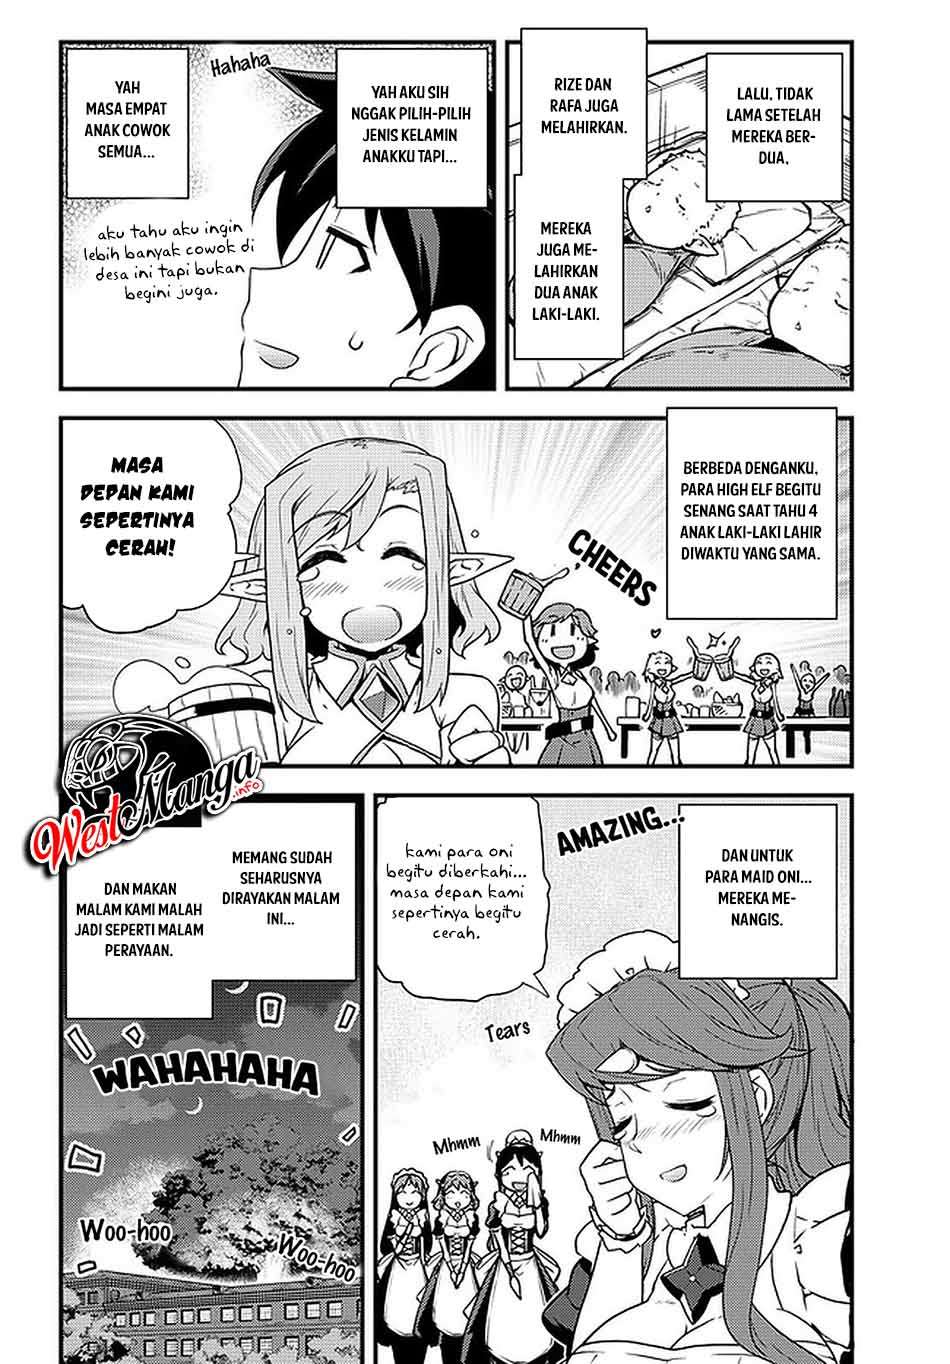 LALU, TIDAK
LAMA SETELAH
MEREKA BER-
DUA.
RIZE DAN
RAFA JUGA
MELAHIRKAN.
MEREKA
JUGA ME-
LAHIRKAN
DUA ANAK
LAKI-LAKI.
YAH AKU SIH
NGGAK PILIH-PILIH
JENIS KELAMIN
ANAKKU TAPI...
Hahaha
YAH
MASA EMPAT
ANAK COWOK
SEMUA...
aku tahu aku ingin
lebih banyak cowok di
desa ini tapi bukan
begini juga.
BERBEDA DENGANKU,
PARA HIGH ELF BEGITU
SENANG SAAT TAHU 4
ANAK LAKI-LAKI LAHIR
DIWAKTU YANG SAMA.
CHEERS
MASA
DEPAN KAMI
SEPERTINYA
CERAH!
WestManga
.info
DAN UNTUK
PARA MAID ONI...
MEREKA ME-
NANGIS.
AMAZING...
kami para oni
begitu diberkahi...
masa depan kami
sepertinya begitu
cerah.
Tears
Mhmm
Mhmm
MEMANG SUDAH
SEHARUSNYA
DIRAYAKAN MALAM
INI...
DAN MAKAN
MALAM KAMI MALAH
JADI SEPERTI MALAM
PERAYAAN.
WAHAHAHA
Woo-hoo
Woo-hoo